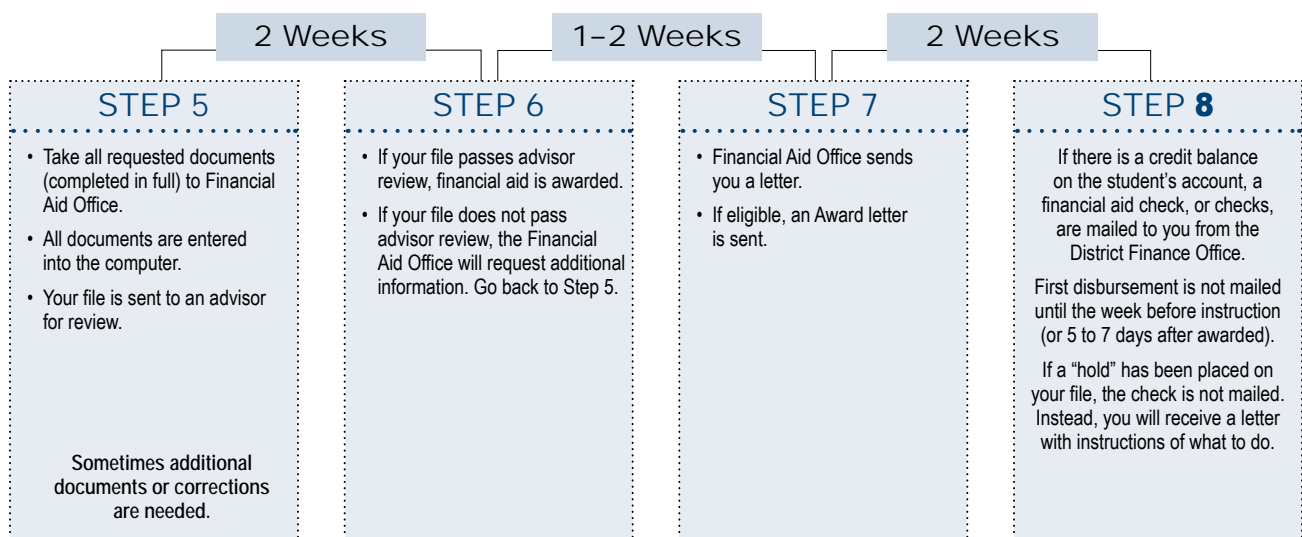 2 Weeks
1–2 Weeks
2 Weeks
STEP 5
• Take all requested documents
(completed in full) to Financial
Aid Office.
• All documents are entered
into the computer.
• Your file is sent to an advisor
for review.
Sometimes additional
documents or corrections
are needed.
STEP 6
• If your file passes advisor
review, financial aid is awarded.
• If your file does not pass
advisor review, the Financial
Aid Office will request additional
information. Go back to Step 5.
STEP 7
• Financial Aid Office sends
you a letter.
• If eligible, an Award letter
is sent.
STEP 8
If there is a credit balance
on the student’s account, a
financial aid check, or checks,
are mailed to you from the
District Finance Office.
First disbursement is not mailed
until the week before instruction
(or 5 to 7 days after awarded).
If a “hold” has been placed on
your file, the check is not mailed.
Instead, you will receive a letter
with instructions of what to do.